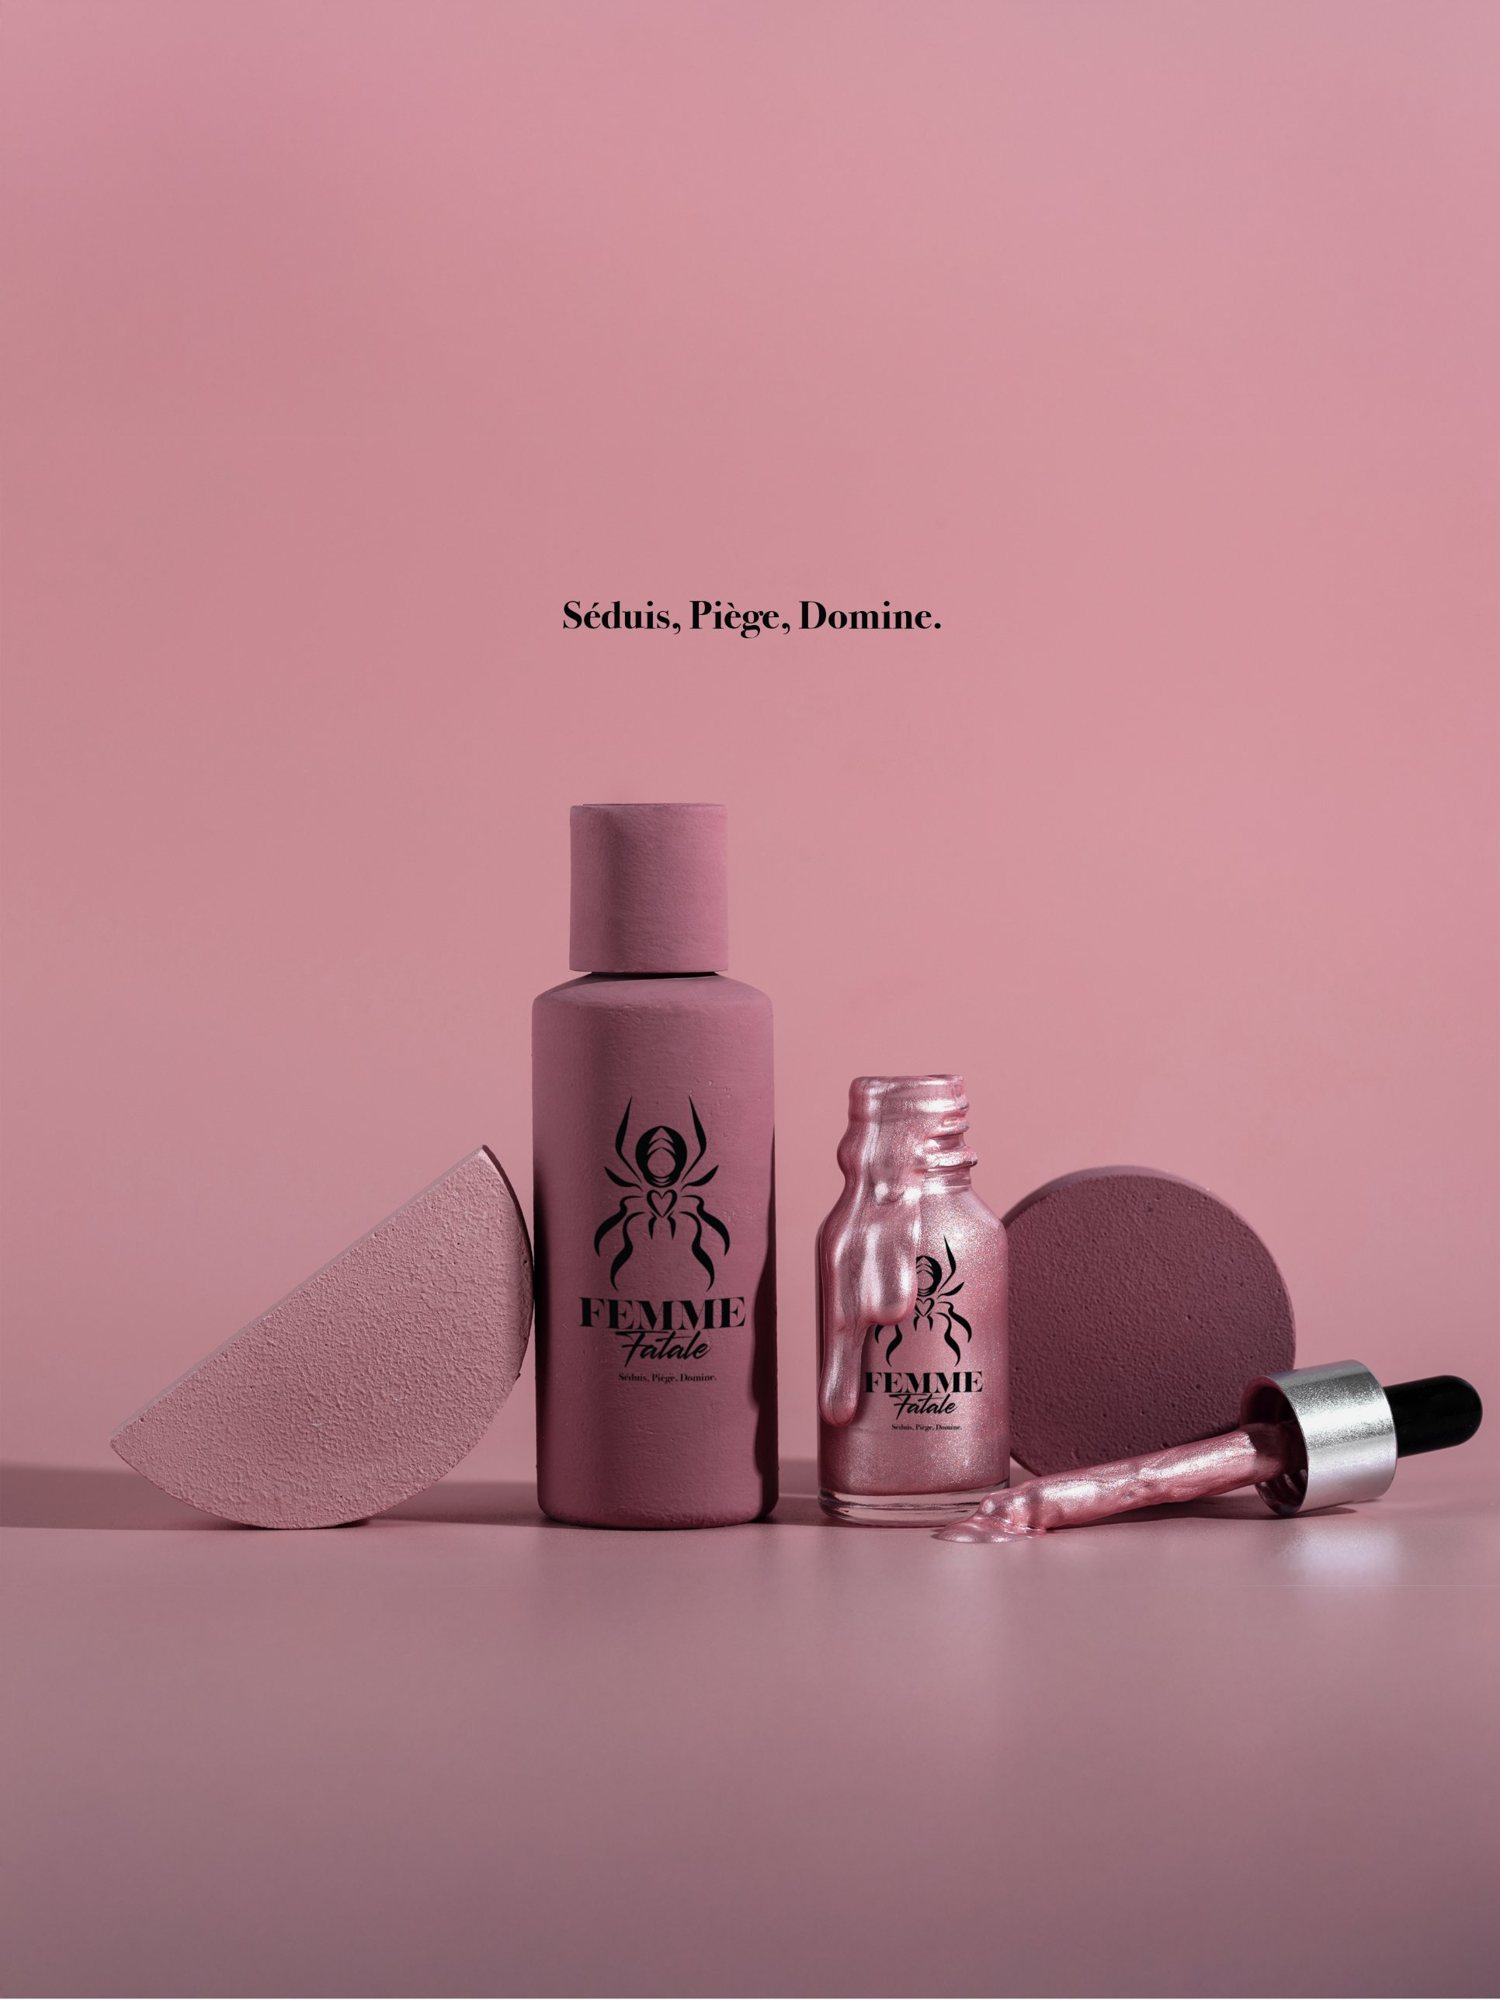 Séduis, Piège, Domine.
FEMME
Fatale
Séduis, Piège, Domine.
FEMME
Fatale
Séduis, Piège, Domine.